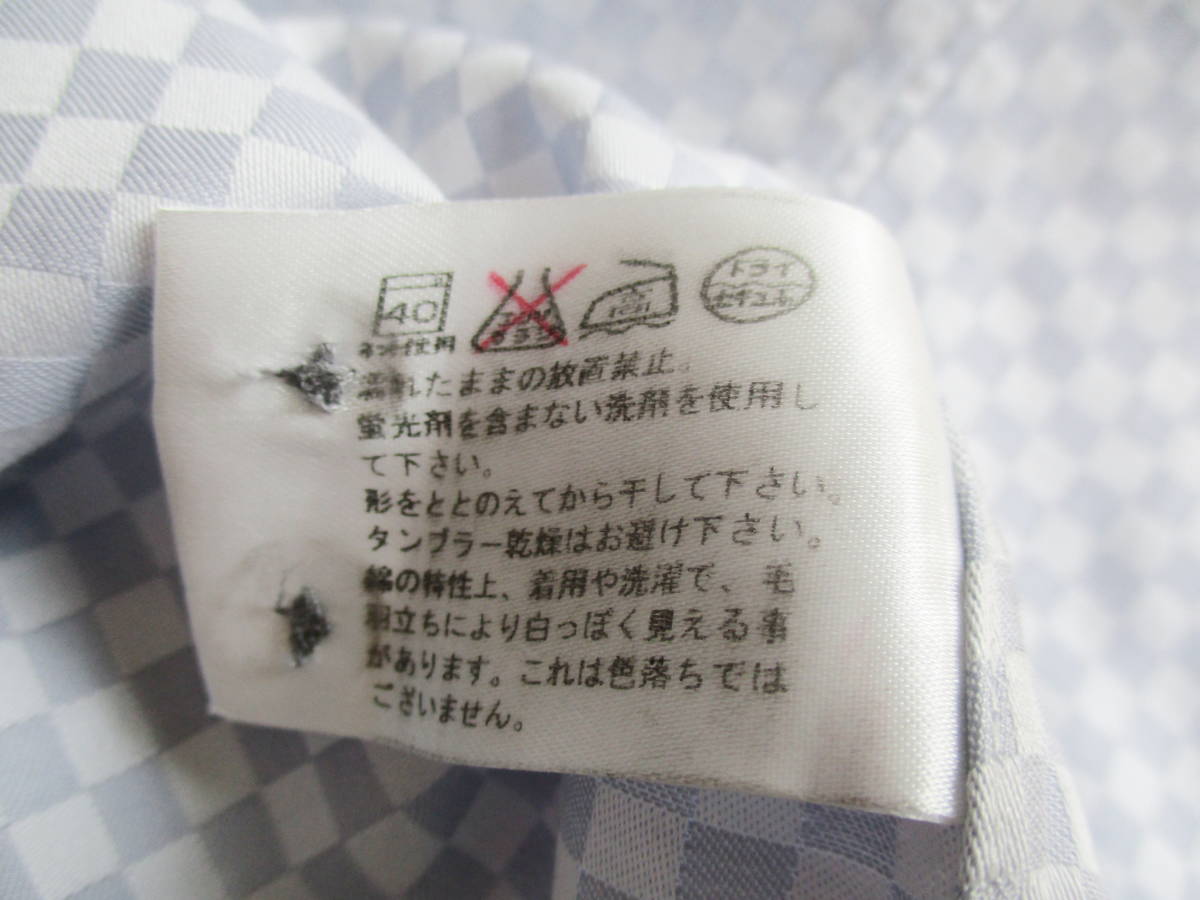 40
ネット使用
エンソ
サラシ
高
ドライ
セキユ系
濡れたままの放置禁止。
蛍光剤を含まない洗剤を使用し
て下さい。
形をととのえてから干して下さい。
タンブラー乾燥はお避け下さい。
綿の特性上、着用や洗濯で、毛
羽立ちにより白っぽく見える事
があります。これは色落ちでは
ございません。